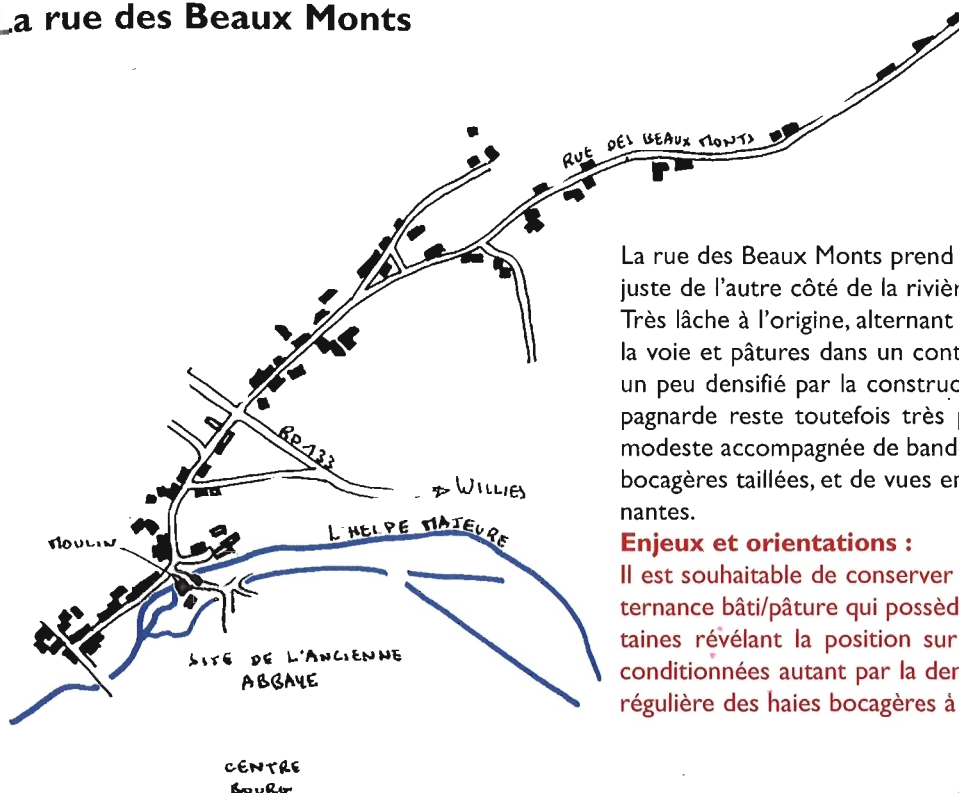 La rue des Beaux Monts
RUE DES BEAUX MONTS
La rue des Beaux Monts prend
juste de l'autre côté de la rivièr
Très lâche à l'origine, alternant
la voie et pâtures dans un cont
un peu densifié par la construc
pagnarde reste toutefois très p
modeste accompagnée de band
bocagères taillées, et de vues en
nantes.
Enjeux et orientations :
Il est souhaitable de conserver
ternance bâti/pâture qui possèd
taines révélant la position sur
conditionnées autant par la den
régulière des haies bocagères à
RD 133
WILLIES
L'HELPE MAJEURE
MOULIN
SITE DE L'ANCIENNE
ABBAYE
CENTRE
BOURG